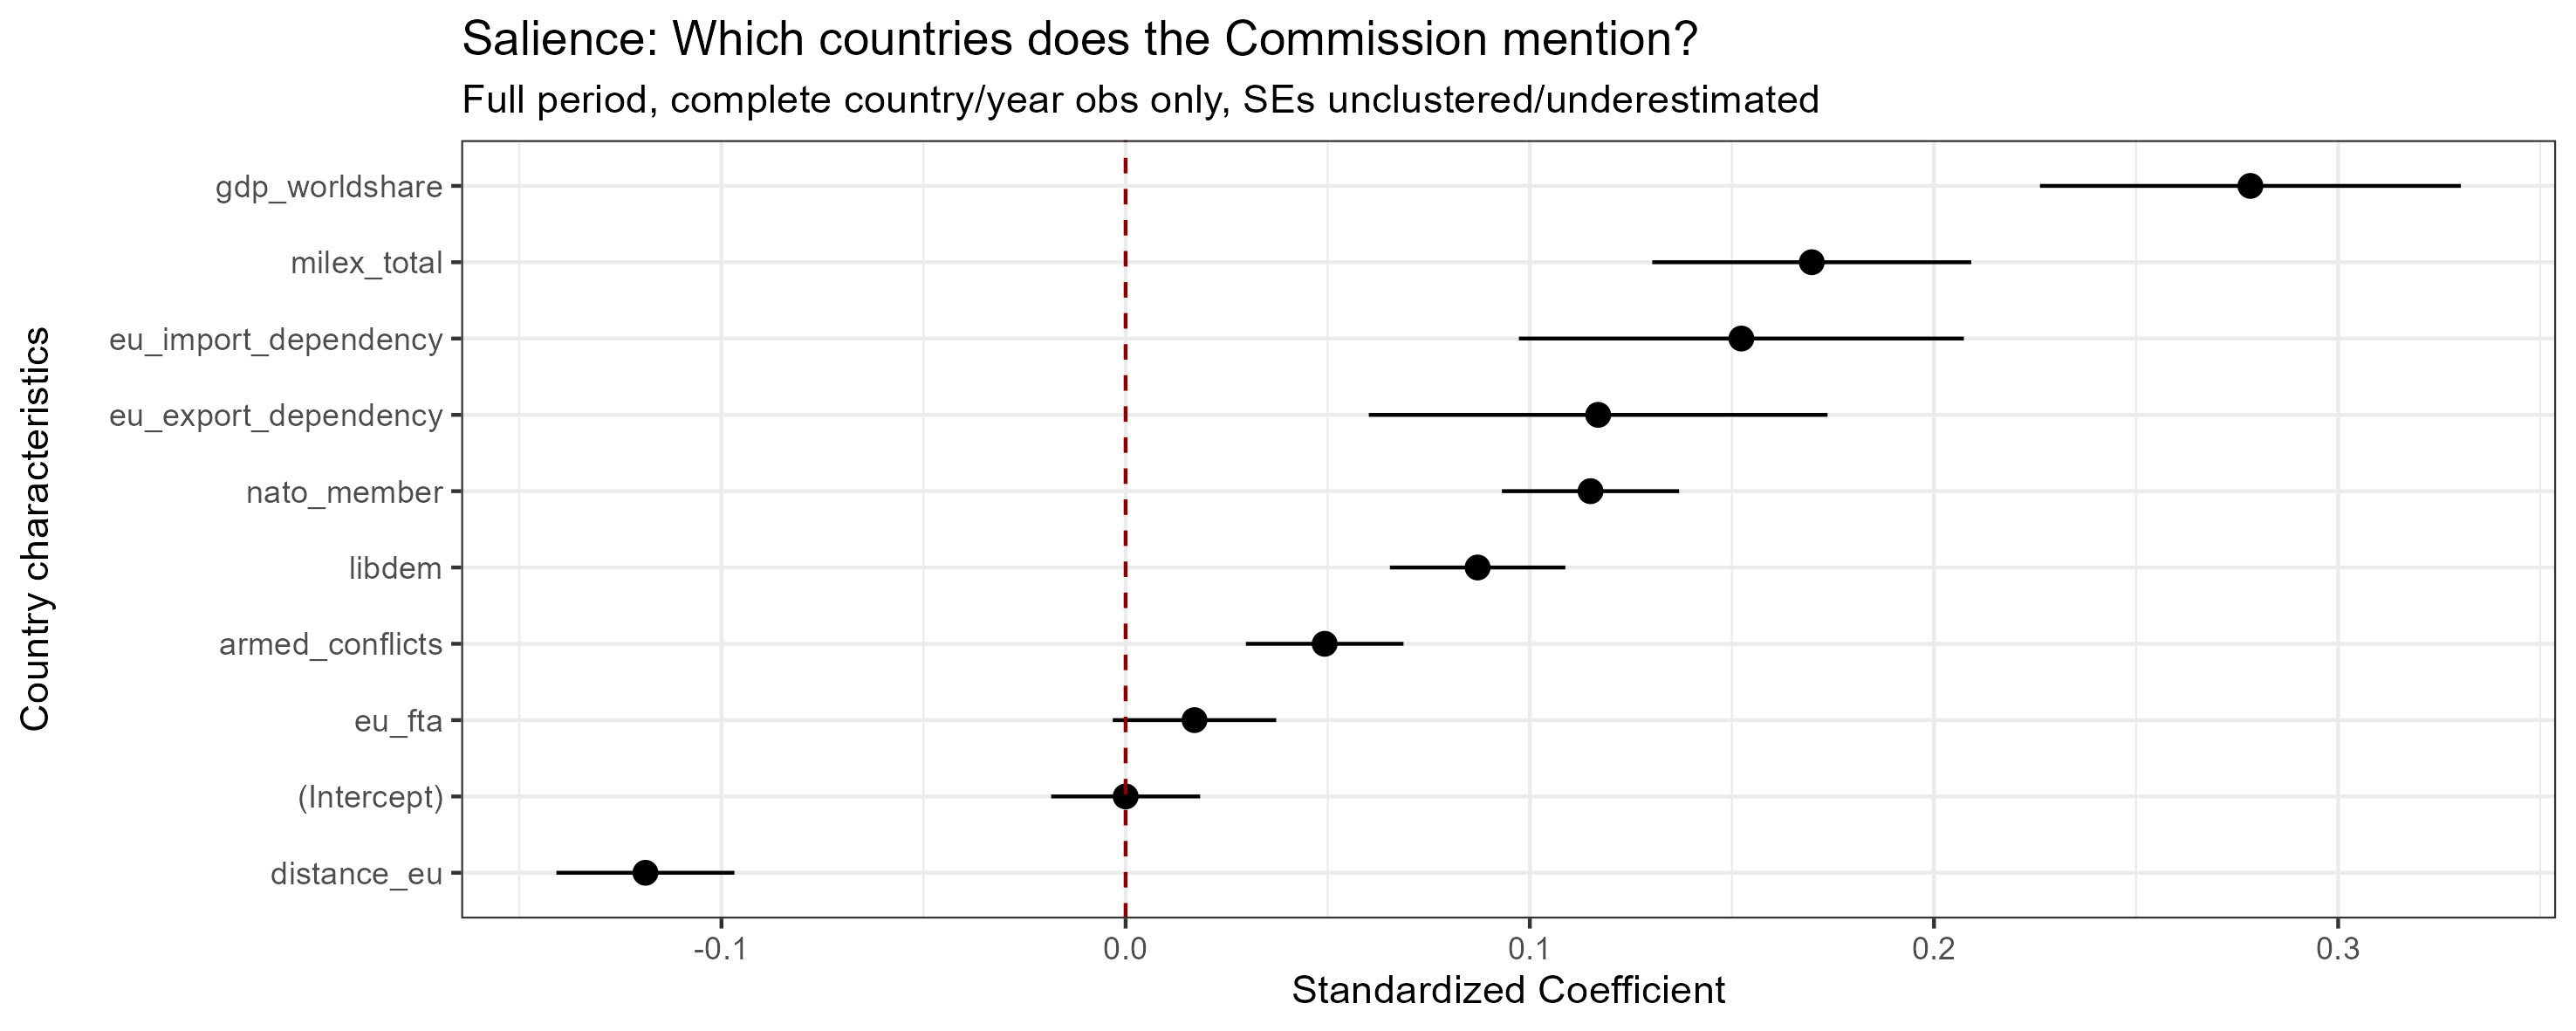 Salience: Which countries does the Commission mention?
Full period, complete country/year obs only, SEs unclustered/underestimated
Country characteristics
gdp_worldshare
milex_total
eu_import_dependency
eu_export_dependency
nato_member
libdem
armed_conflicts
eu_fta
(Intercept)
distance_eu
-0.1 0.0 0.1 0.2 0.3
Standardized Coefficient